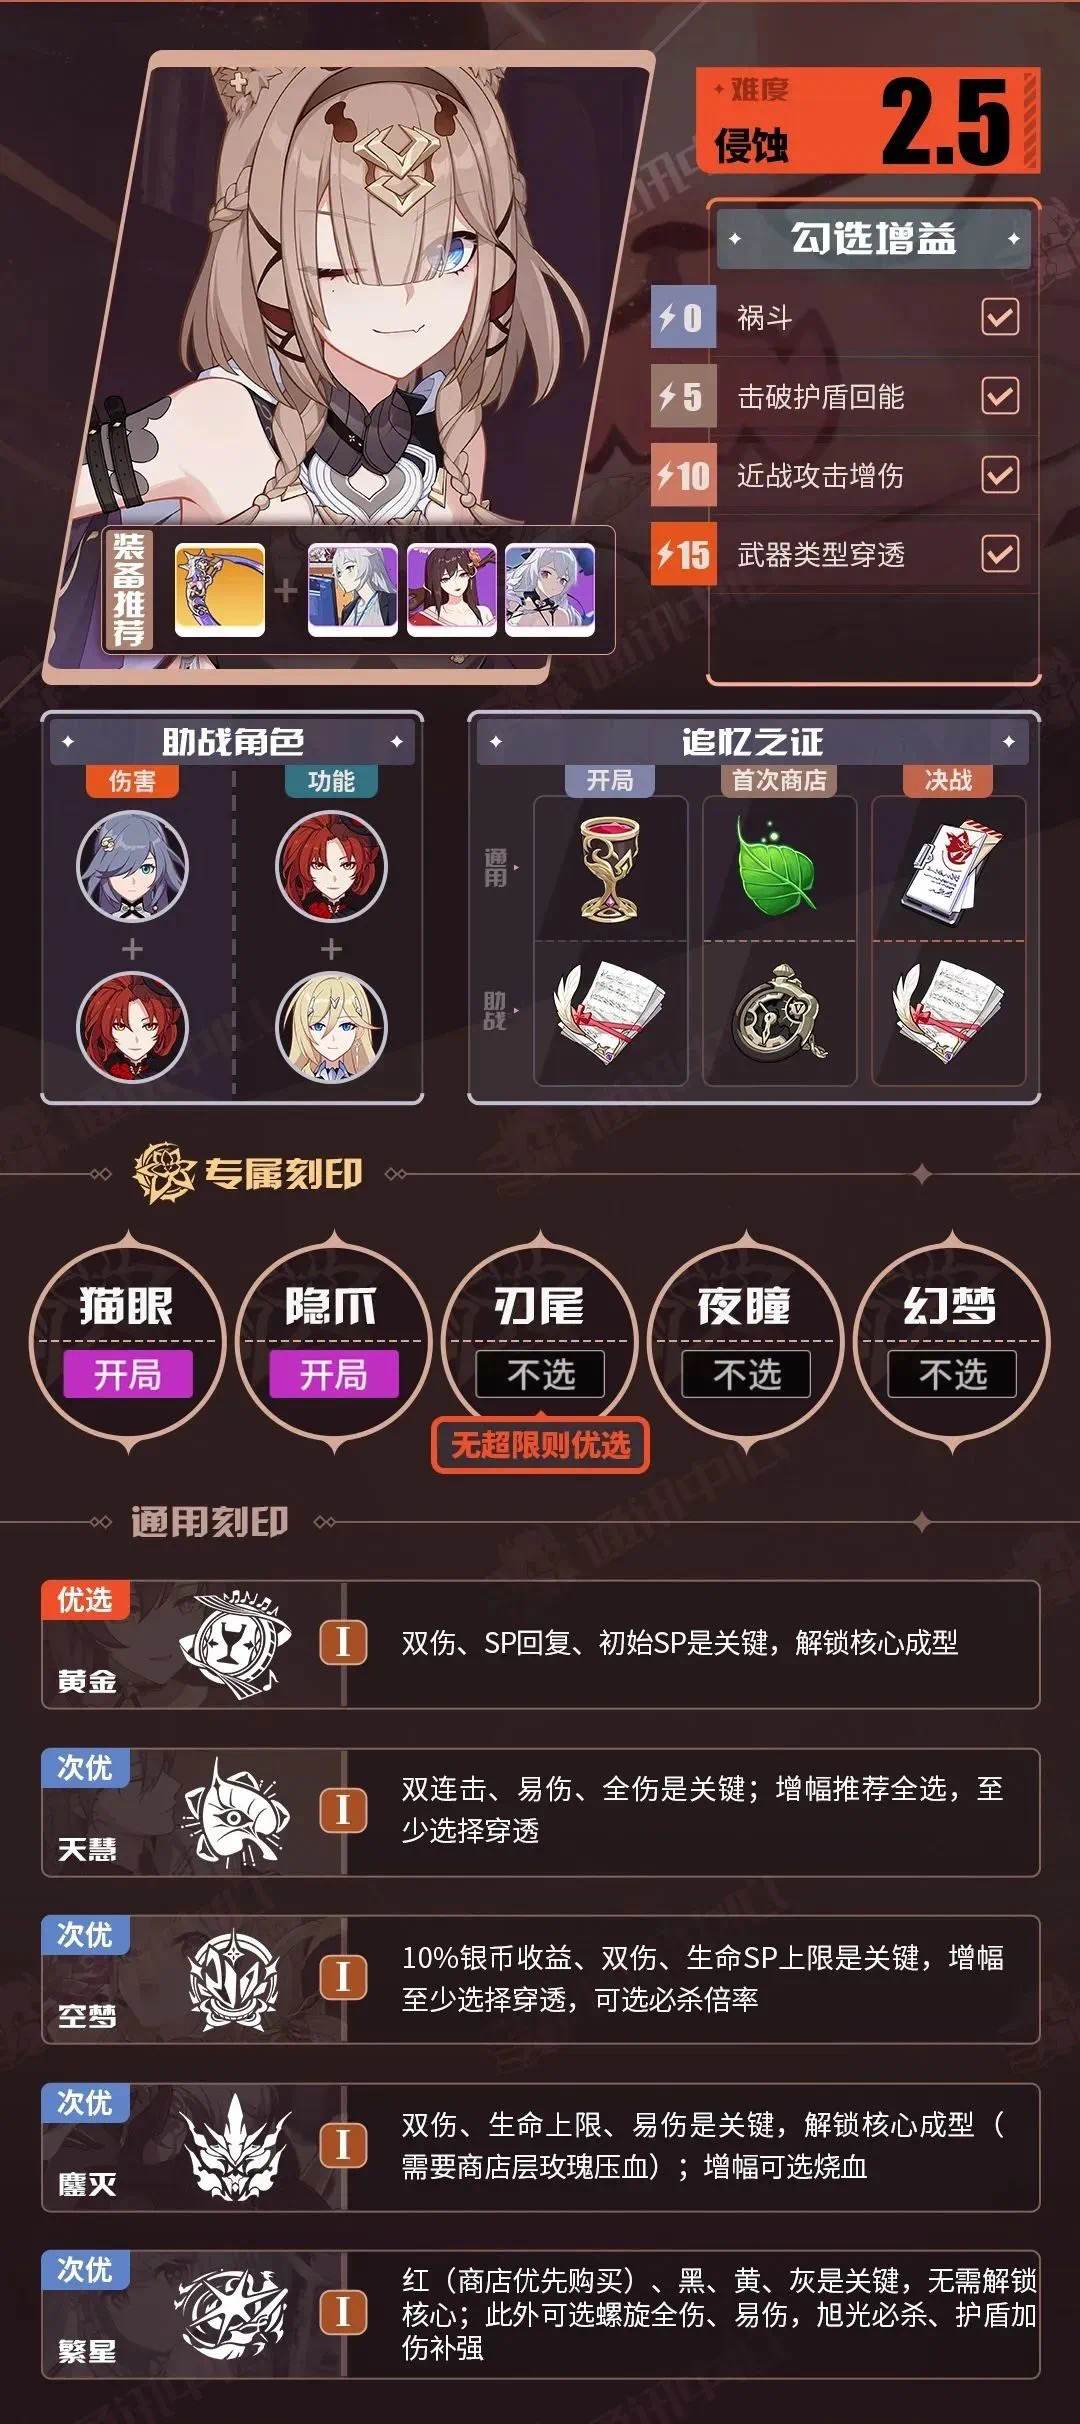 难度
侵蚀
2.5
勾选增益
0 祸斗
5 击破护盾回能
10 近战攻击增伤
15 武器类型穿透
装备推荐
助战角色
伤害
功能
追忆之证
开局
首次商店
决战
通用
助战
专属刻印
猫眼
开局
隐爪
开局
刃尾
不选
夜瞳
不选
幻梦
不选
无超限则优选
通用刻印
优选
黄金
I
双伤、SP回复、初始SP是关键，解锁核心成型
次优
天慧
I
双连击、易伤、全伤是关键；增幅推荐全选，至
少选择穿透
次优
空梦
I
10%银币收益、双伤、生命SP上限是关键，增幅
至少选择穿透，可选必杀倍率
次优
鏖灭
I
双伤、生命上限、易伤是关键，解锁核心成型（
需要商店层玫瑰压血）；增幅可选烧血
次优
繁星
I
红（商店优先购买）、黑、黄、灰是关键，无需解锁
核心；此外可选螺旋全伤、易伤，旭光必杀、护盾加
伤补强